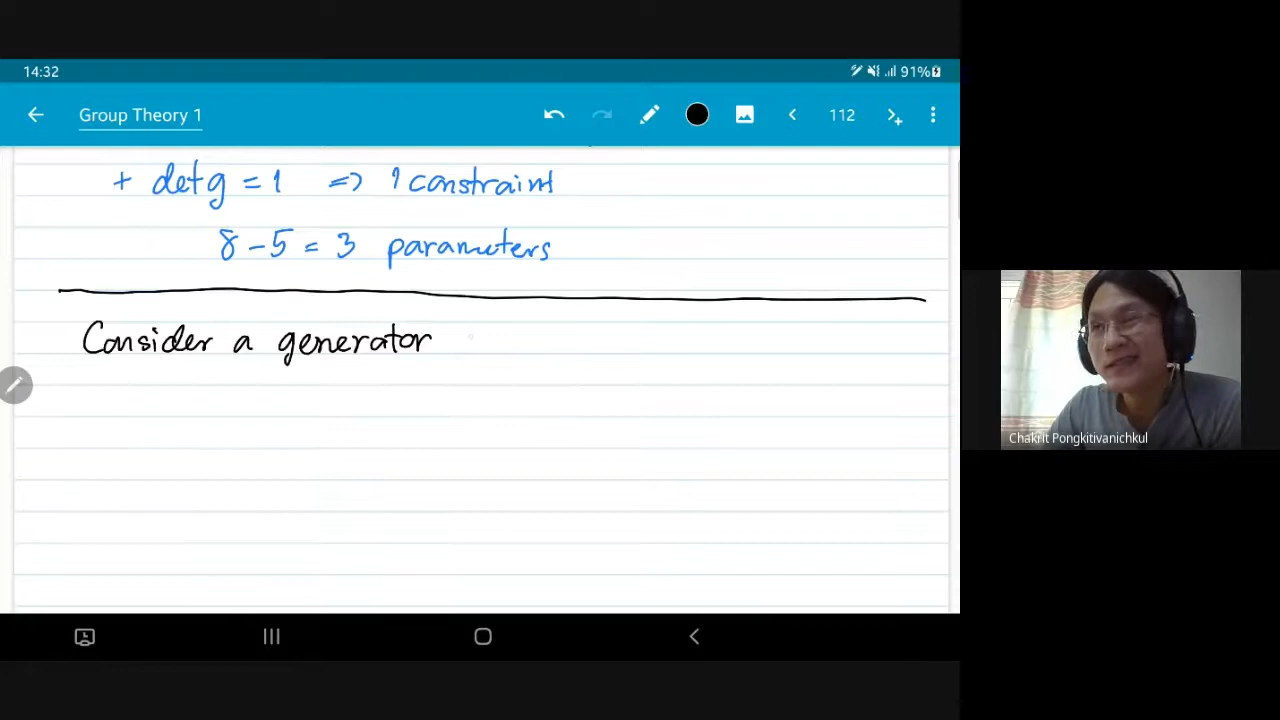 14:32 91%
Group Theory 1 112
+ det g = 1 => 1 constraint
8 - 5 = 3 parameters
Consider a generator
Chakrit Pongkitivanichkul